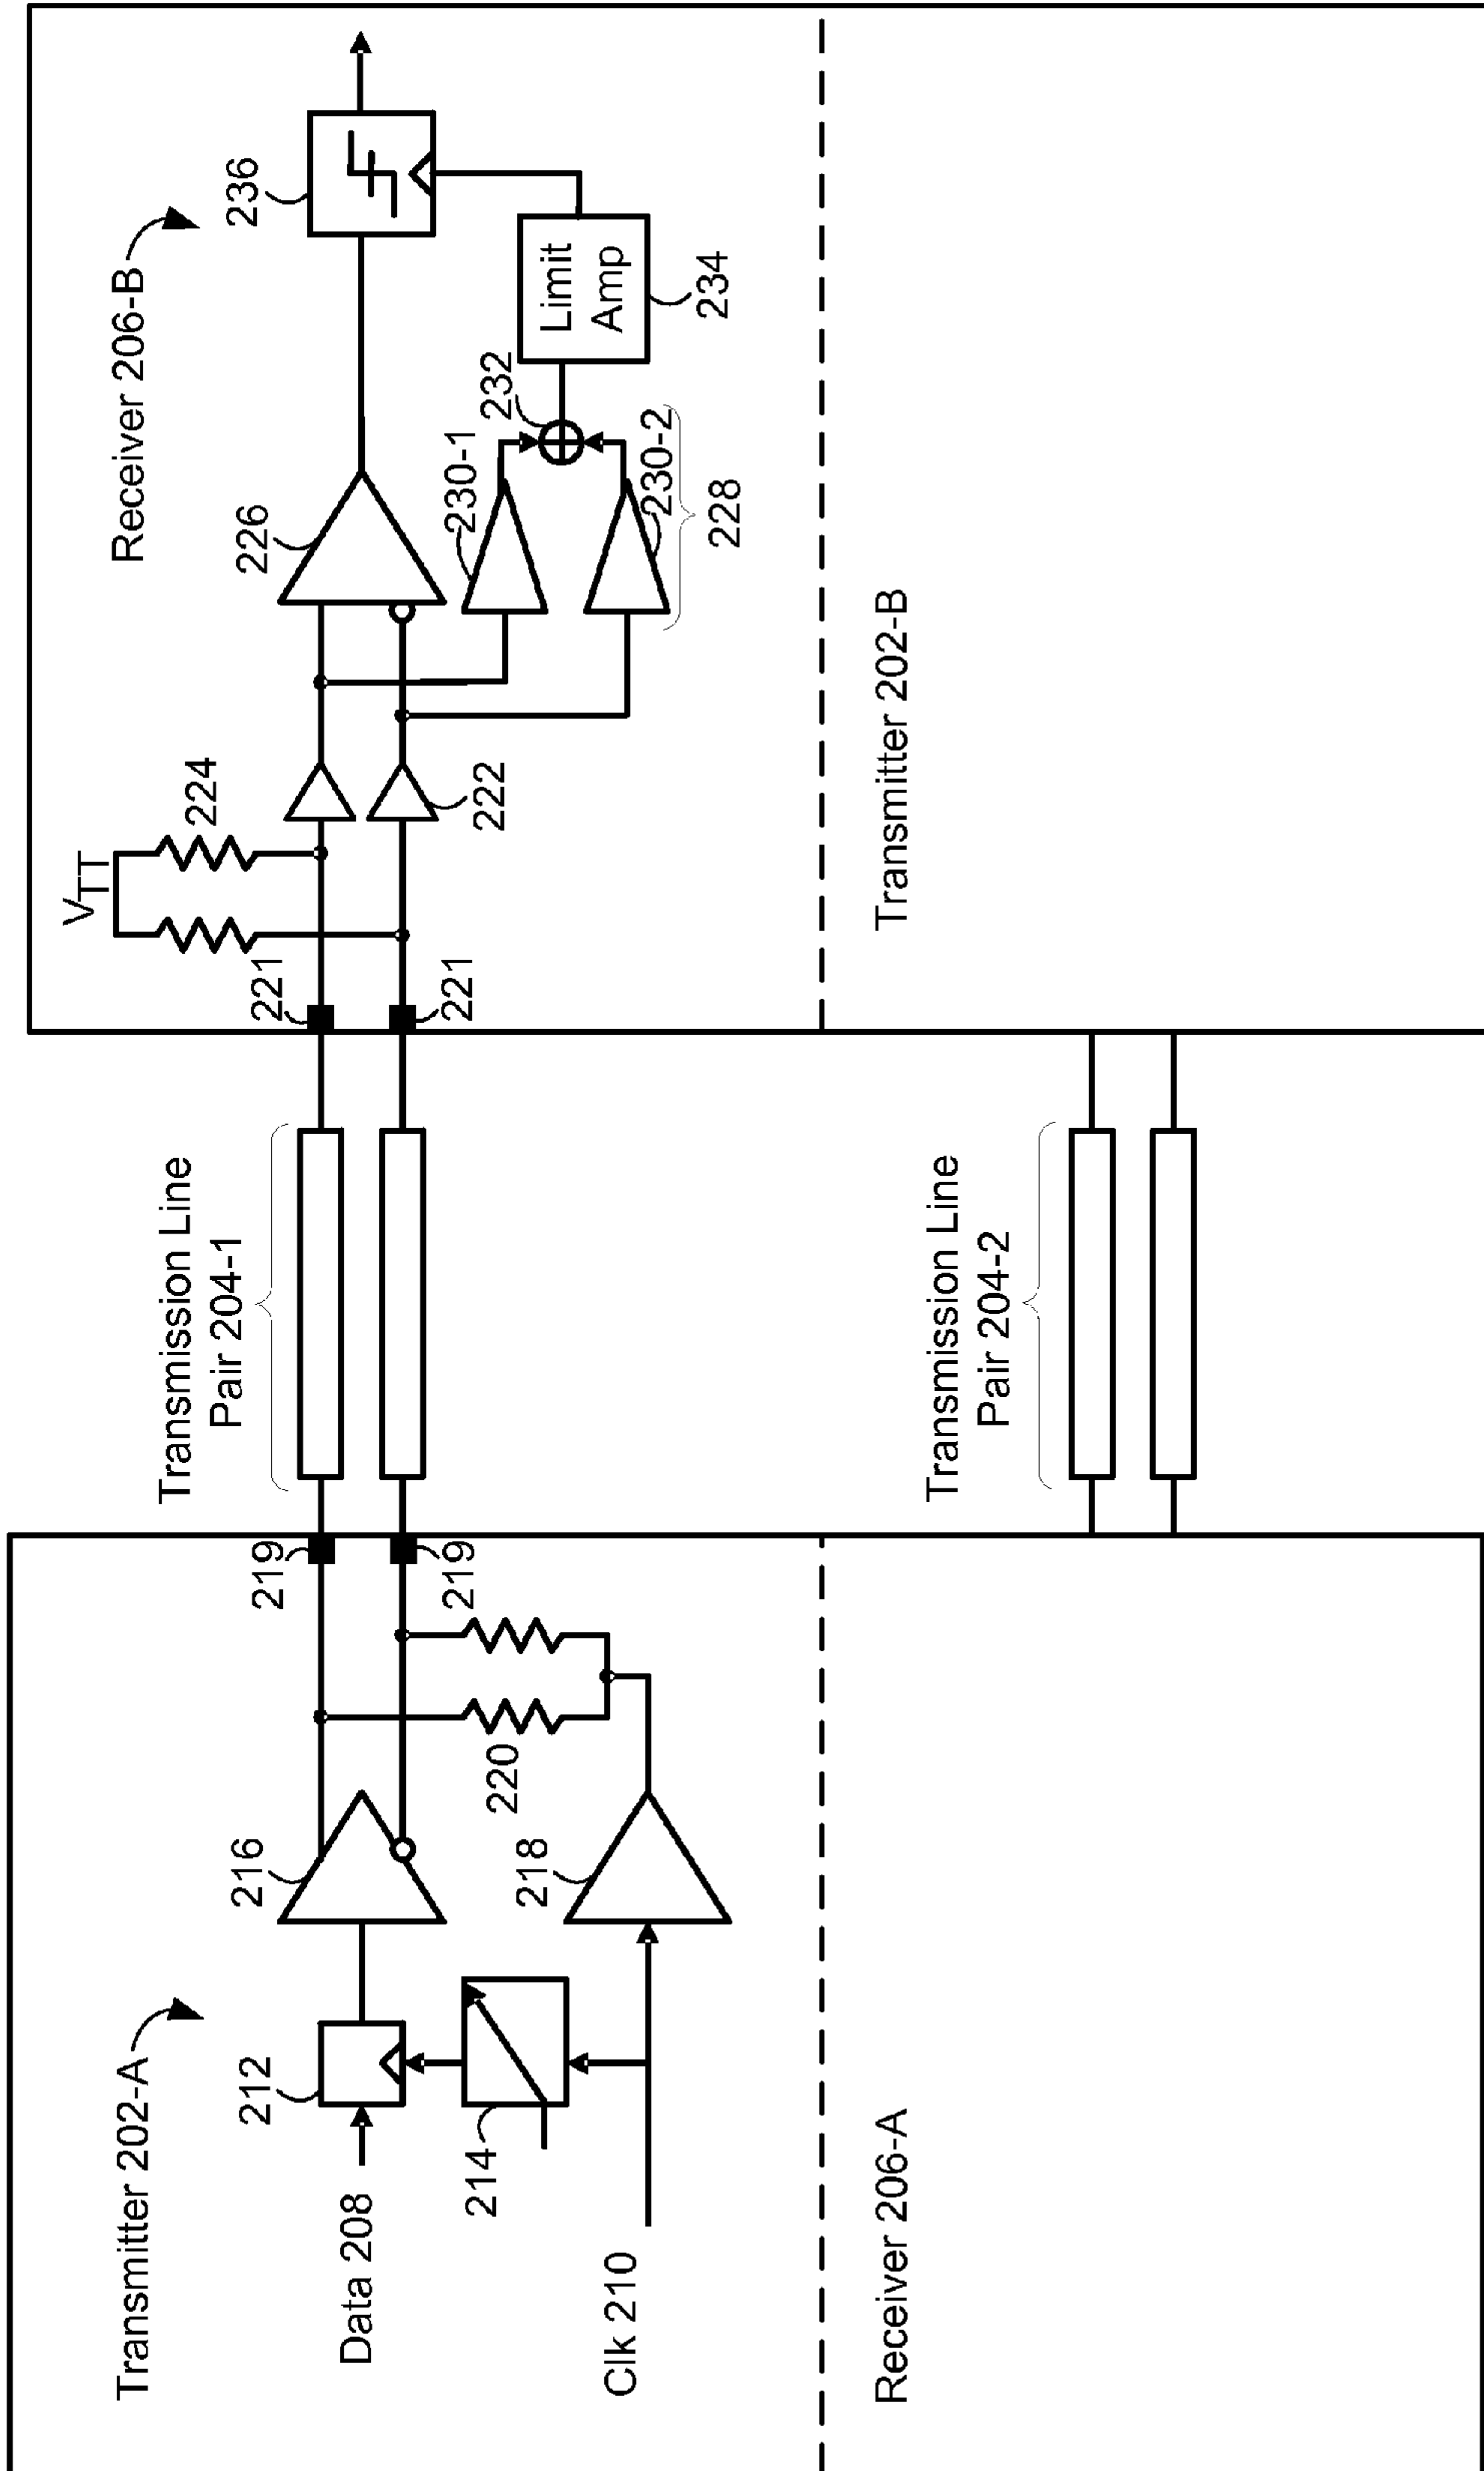 Transmitter 202-A
Data 208
Clk 210
212
214
216
218
220
219
219
Receiver 206-A
Transmission Line
Pair 204-1
Transmission Line
Pair 204-2
Receiver 206-B
221
221
VTT
224
222
226
230-1
230-2
228
232
Limit
Amp
234
236
Transmitter 202-B